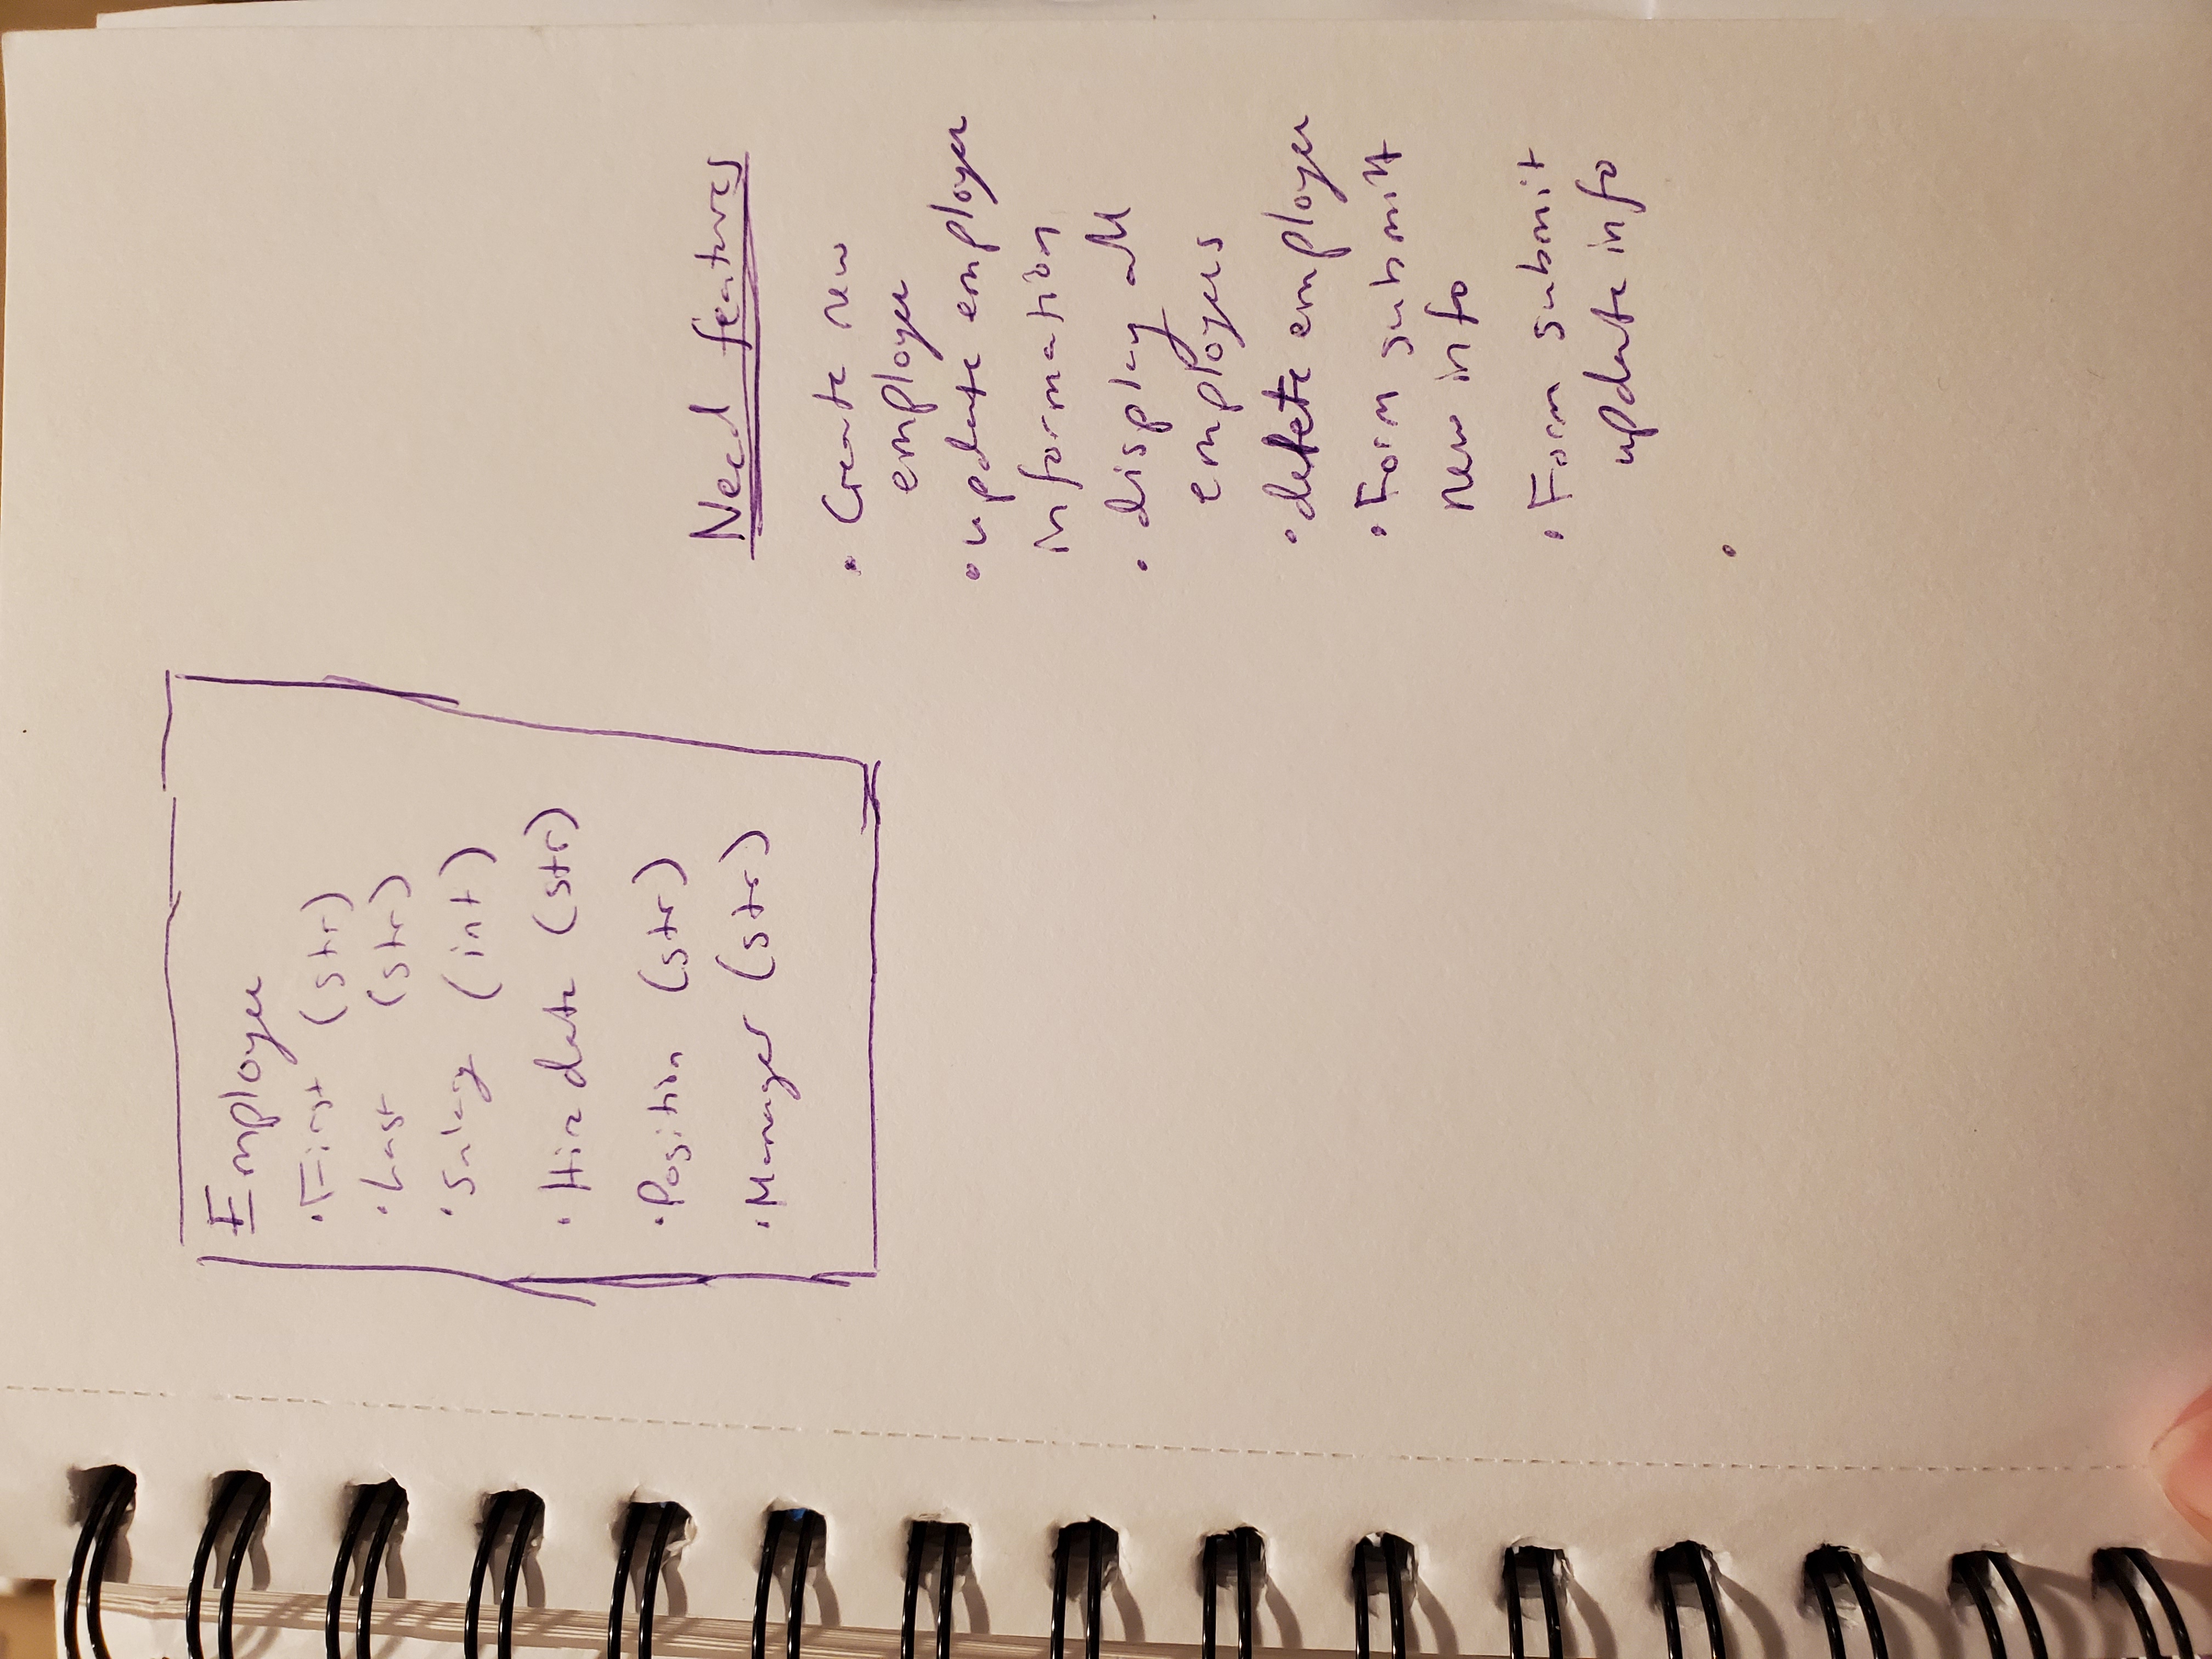 Employee
• First (str)
• Last (str)
• Salary (int)
• Hire date (str)
• Position (str)
• Manager (str)
Need features
• Create new
employee
• update employee
information
• display all
employees
• delete employee
• Form submit
new info
• Form submit
update info
•